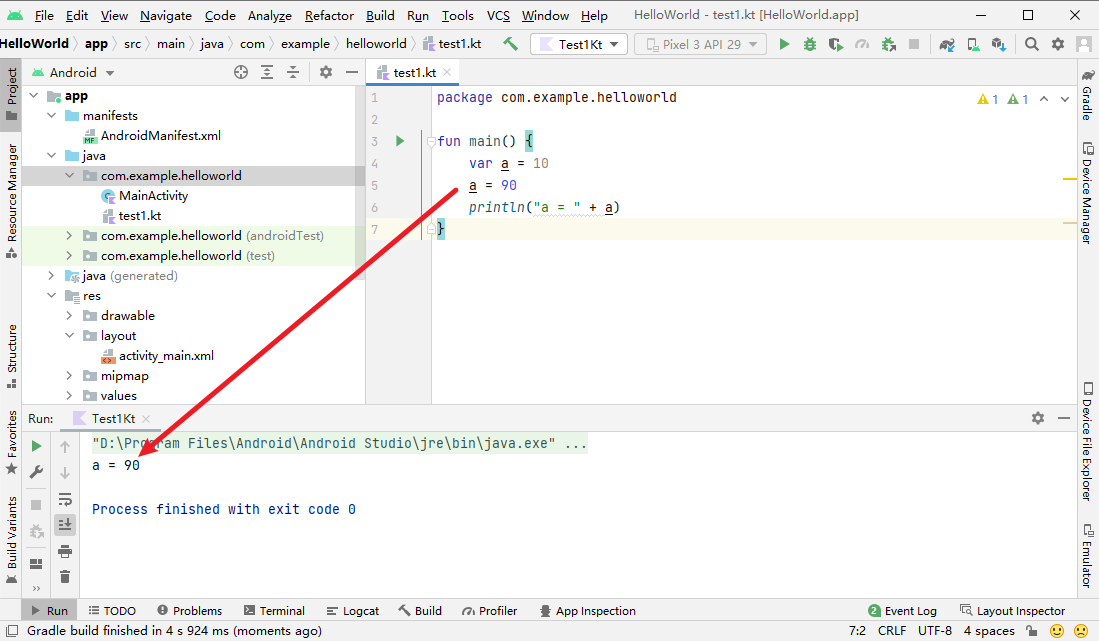 File Edit View Navigate Code Analyze Refactor Build Run Tools VCS Window Help HelloWorld - test1.kt [HelloWorld.app]
HelloWorld app src main java com example helloworld test1.kt Test1Kt Pixel 3 API 29
Project
Android
test1.kt
Gradle
app
manifests
AndroidManifest.xml
java
com.example.helloworld
MainActivity
test1.kt
com.example.helloworld (androidTest)
com.example.helloworld (test)
java (generated)
res
drawable
layout
activity_main.xml
mipmap
values
Resource Manager
Structure
Favorites
Build Variants
1 package com.example.helloworld
1 1
2
3 fun main() {
4 var a = 10
5 a = 90
6 println("a = " + a)
7 }
Device Manager
Device File Explorer
Emulator
Run: Test1Kt
"D:\Program Files\Android\Android Studio\jre\bin\java.exe" ...
a = 90
Process finished with exit code 0
Run TODO Problems Terminal Logcat Build Profiler App Inspection 2 Event Log Layout Inspector
Gradle build finished in 4 s 924 ms (moments ago) 7:2 CRLF UTF-8 4 spaces